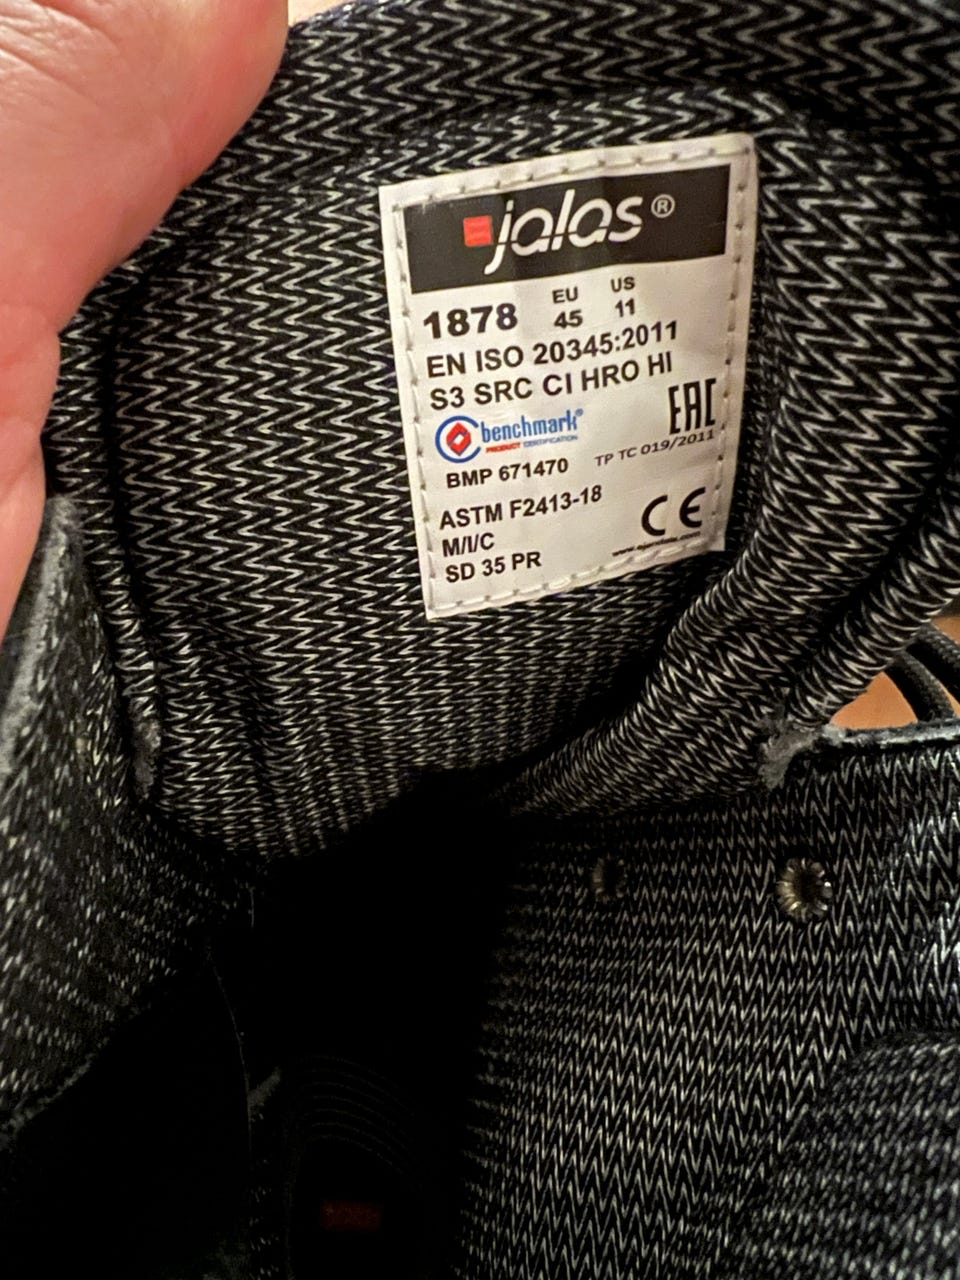 jalas®
1878 EU 45 US 11
EN ISO 20345:2011
S3 SRC CI HRO HI
benchmark®
PRODUCT CERTIFICATION
EAC
BMP 671470
TP TC 019/2011
ASTM F2413-18
M/I/C
CE
SD 35 PR